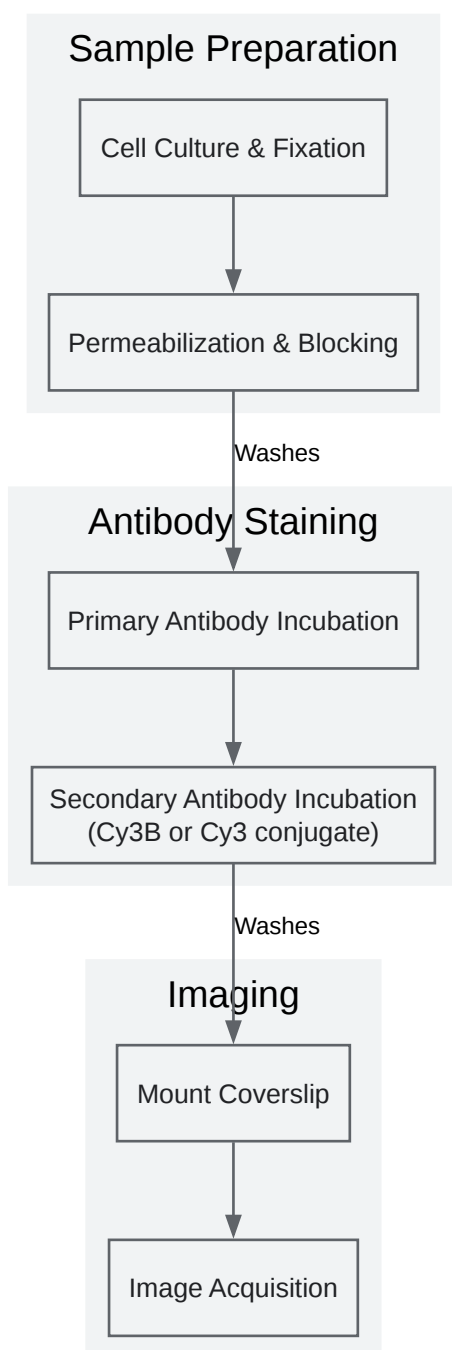 Sample Preparation
Cell Culture & Fixation
Permeabilization & Blocking
Washes
Antibody Staining
Primary Antibody Incubation
Secondary Antibody Incubation
(Cy3B or Cy3 conjugate)
Washes
Imaging
Mount Coverslip
Image Acquisition